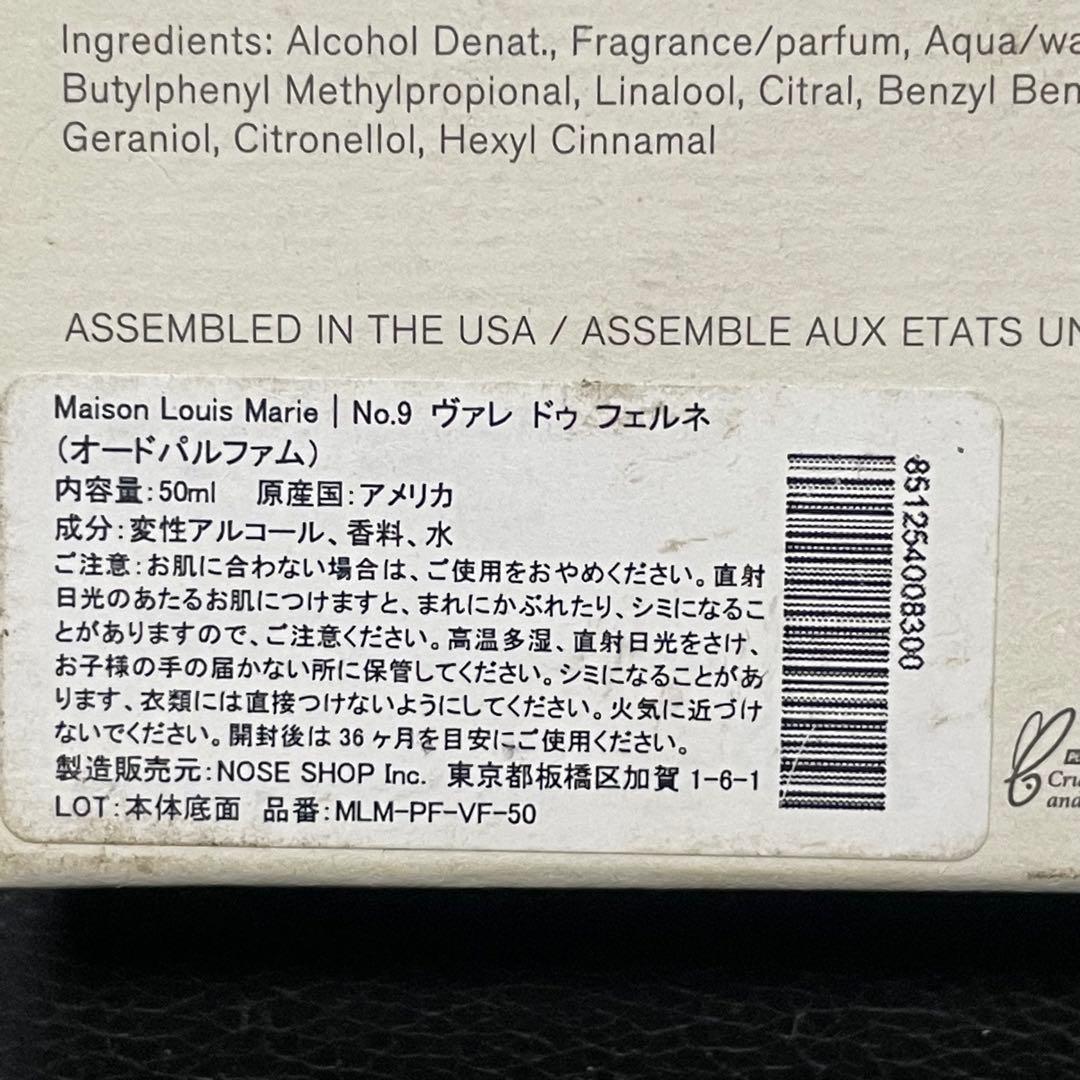 Ingredients: Alcohol Denat., Fragrance/parfum, Aqua/wa
Butylphenyl Methylpropional, Linalool, Citral, Benzyl Ben
Geraniol, Citronellol, Hexyl Cinnamal
ASSEMBLED IN THE USA / ASSEMBLE AUX ETATS UN
Maison Louis Marie | No.9 ヴァレ ドゥ フェルネ
（オードパルファム）
内容量：50ml 原産国：アメリカ
成分：変性アルコール、香料、水
ご注意：お肌に合わない場合は、ご使用をおやめください。直射
日光のあたるお肌につけますと、まれにかぶれたり、シミになるこ
とがありますので、ご注意ください。高温多湿、直射日光をさけ、
お子様の手の届かない所に保管してください。シミになることがあ
ります、衣類には直接つけないようにしてください。火気に近づけ
ないでください。開封後は 36 ヶ月を目安にご使用ください。
製造販売元：NOSE SHOP Inc. 東京都板橋区加賀 1-6-1
LOT：本体底面 品番：MLM-PF-VF-50
851254008300
Cru
and